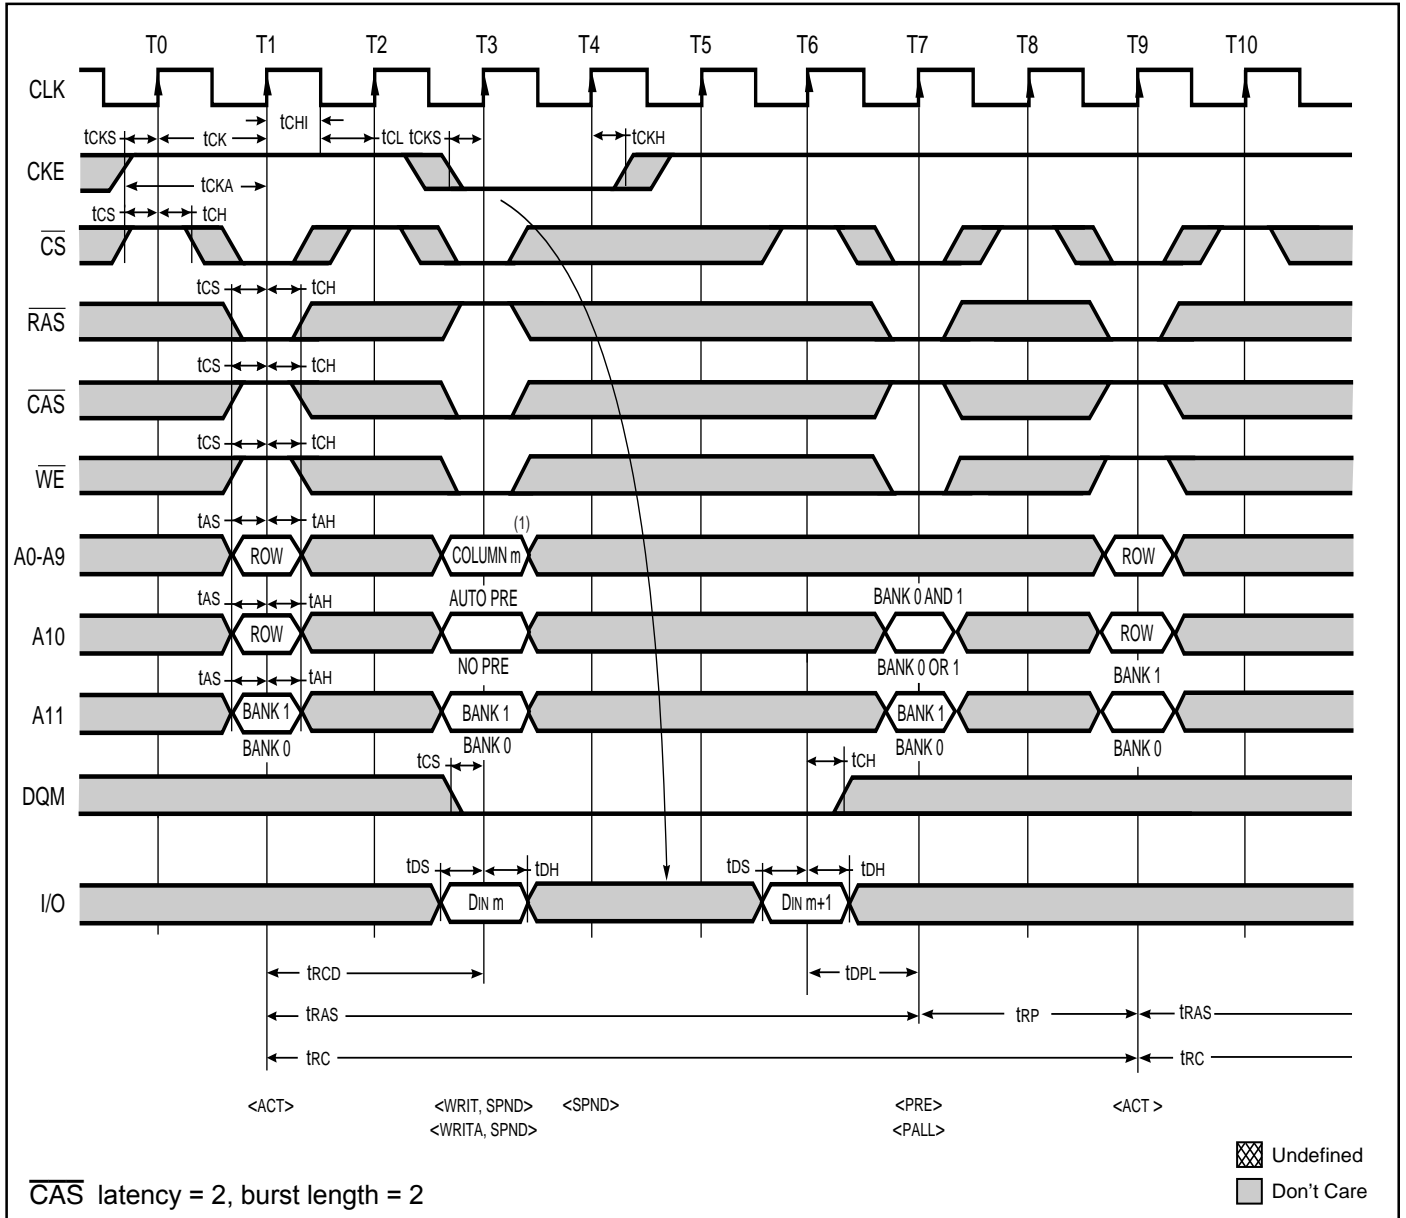 T0 T1 T2 T3 T4 T5 T6 T7 T8 T9 T10
CLK
tCHI
tCKS tCK tCL tCKS tCKH
CKE
tCKA
tCS tCH
CS
tCS tCH
RAS
tCS tCH
CAS
tCS tCH
WE
tAS tAH (1)
A0-A9 ROW COLUMN m ROW
tAS tAH AUTO PRE BANK 0 AND 1
A10 ROW ROW
NO PRE BANK 0 OR 1 BANK 1
tAS tAH
A11 BANK 1 BANK 1 BANK 1
BANK 0 BANK 0 BANK 0 BANK 0
tCS tCH
DQM
tDS tDH tDS tDH
I/O DIN m DIN m+1
tRCD tDPL
tRAS tRP tRAS
tRC tRC
<ACT> <WRIT, SPND> <SPND> <PRE> <ACT >
<WRITA, SPND> <PALL>
Undefined
Don't Care
CAS latency = 2, burst length = 2